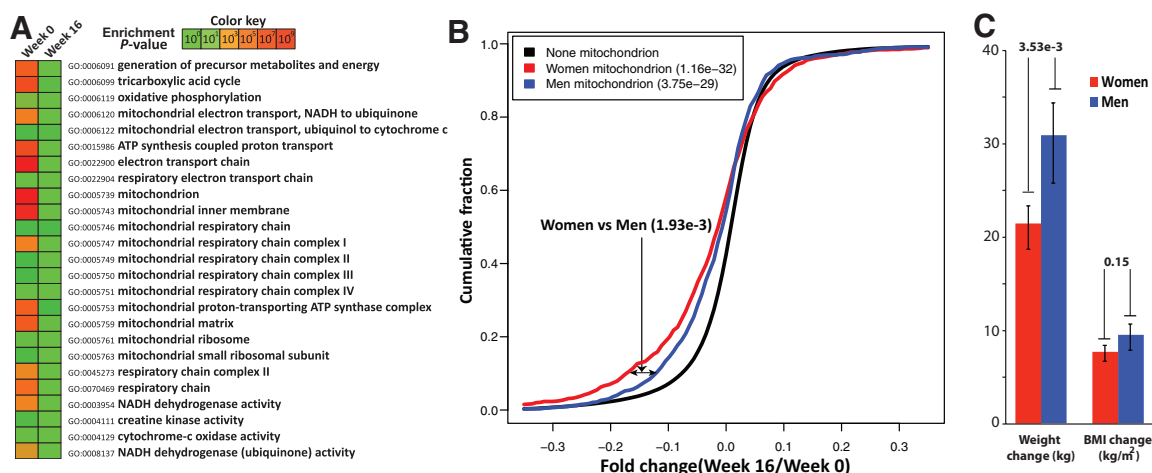 A
Week 0
Week 16
Enrichment
P-value
Color key
10⁰ 10¹ 10³ 10⁵ 10⁷ 10⁹
GO:0006091 generation of precursor metabolites and energy
GO:0006099 tricarboxylic acid cycle
GO:0006119 oxidative phosphorylation
GO:0006120 mitochondrial electron transport, NADH to ubiquinone
GO:0006122 mitochondrial electron transport, ubiquinol to cytochrome c
GO:0015986 ATP synthesis coupled proton transport
GO:0022900 electron transport chain
GO:0022904 respiratory electron transport chain
GO:0005739 mitochondrion
GO:0005743 mitochondrial inner membrane
GO:0005746 mitochondrial respiratory chain
GO:0005747 mitochondrial respiratory chain complex I
GO:0005749 mitochondrial respiratory chain complex II
GO:0005750 mitochondrial respiratory chain complex III
GO:0005751 mitochondrial respiratory chain complex IV
GO:0005753 mitochondrial proton-transporting ATP synthase complex
GO:0005759 mitochondrial matrix
GO:0005761 mitochondrial ribosome
GO:0005763 mitochondrial small ribosomal subunit
GO:0045273 respiratory chain complex II
GO:0070469 respiratory chain
GO:0003954 NADH dehydrogenase activity
GO:0004111 creatine kinase activity
GO:0004129 cytochrome-c oxidase activity
GO:0008137 NADH dehydrogenase (ubiquinone) activity
B
None mitochondrion
Women mitochondrion (1.16e−32)
Men mitochondrion (3.75e−29)
Women vs Men (1.93e-3)
Cumulative fraction
1.0
0.8
0.6
0.4
0.2
0.0
−0.3 −0.2 −0.1 0.0 0.1 0.2 0.3
Fold change(Week 16/Week 0)
C
40
30
20
10
0
3.53e-3
Women
Men
0.15
Weight
change (kg)
BMI change
(kg/m²)